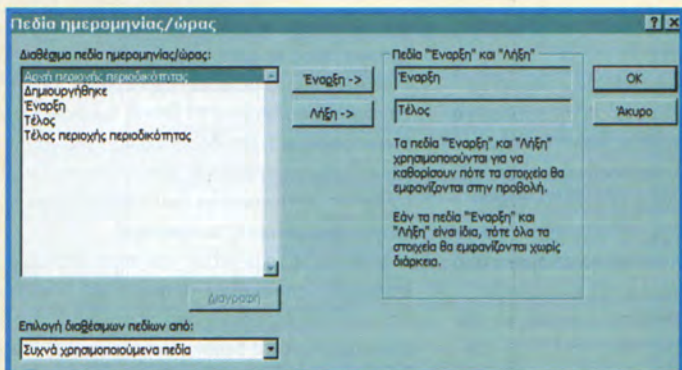 Πεδία ημερομηνίας/ώρας
Διαθέσιμα πεδία ημερομηνίας/ώρας:
Αρχή περιοχής περιοδικότητας
Δημιουργήθηκε
Έναρξη
Τέλος
Τέλος περιοχής περιοδικότητας
Διαγραφή
Επιλογή διαθέσιμων πεδίων από:
Συχνά χρησιμοποιούμενα πεδία
Έναρξη ->
Λήξη ->
Πεδία "Έναρξη" και "Λήξη"
Έναρξη
Τέλος
Τα πεδία "Έναρξη" και "Λήξη"
χρησιμοποιούνται για να
καθορίσουν πότε τα στοιχεία θα
εμφανίζονται στην προβολή.
Εάν τα πεδία "Έναρξη" και
"Λήξη" είναι ίδια, τότε όλα τα
στοιχεία θα εμφανίζονται χωρίς
διάρκεια.
OK
Άκυρο